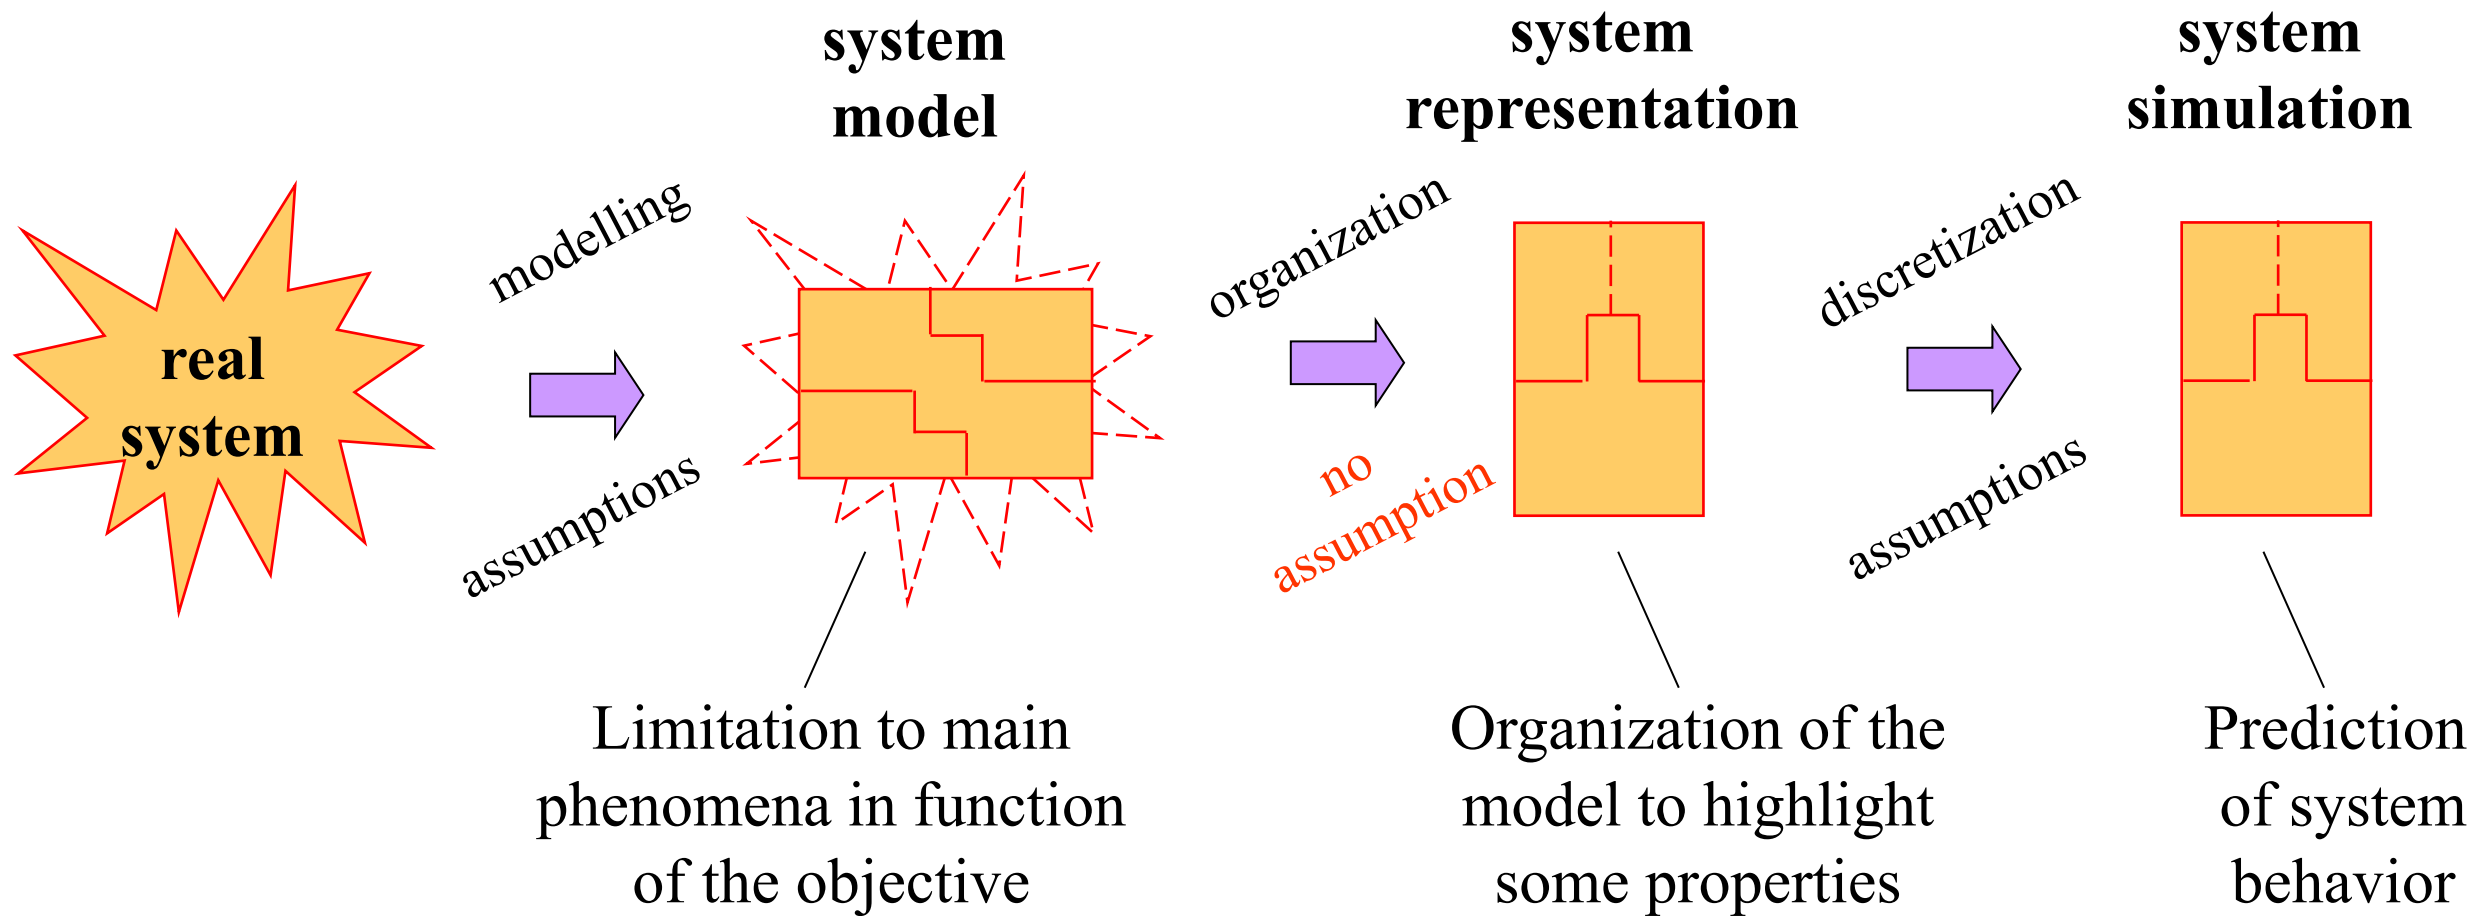 system
model
system
representation
system
simulation
modelling
organization
discretization
real
system
assumptions
no
assumption
assumptions
Limitation to main
phenomena in function
of the objective
Organization of the
model to highlight
some properties
Prediction
of system
behavior